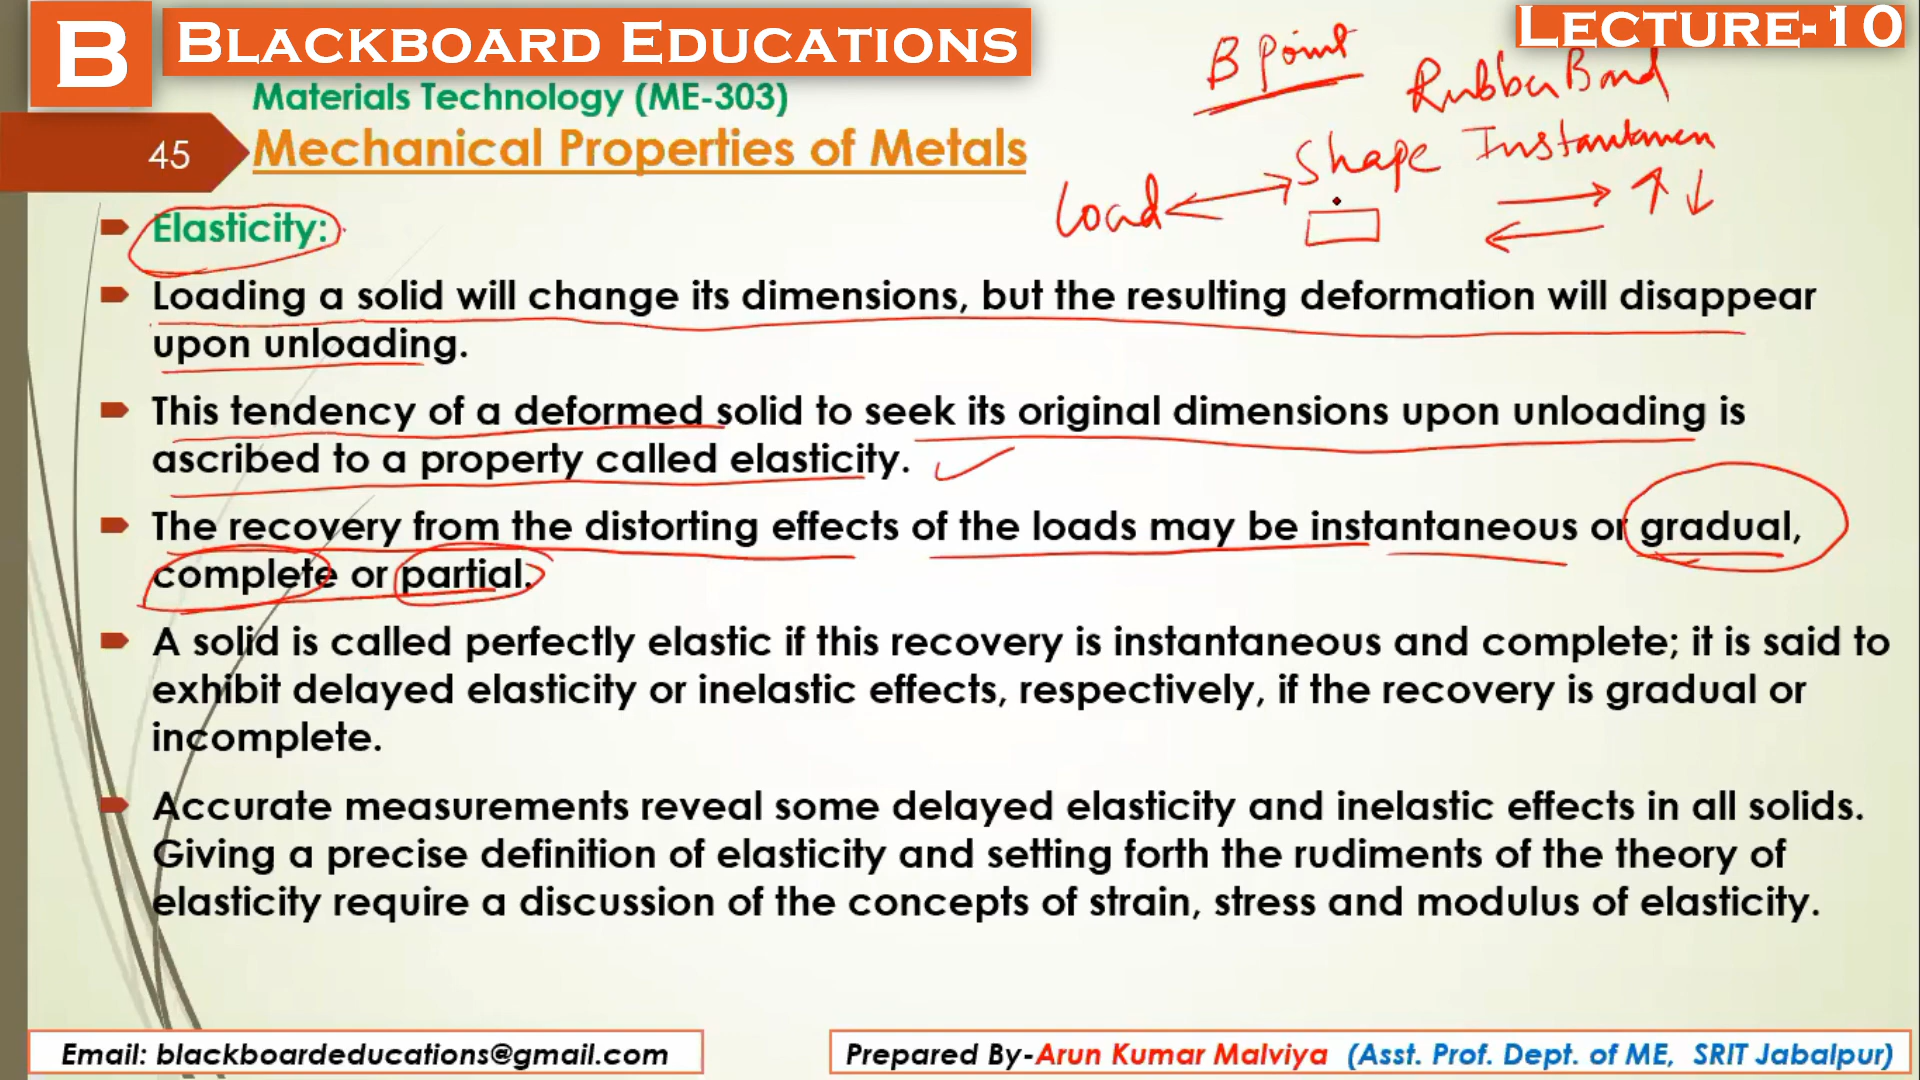 B
BLACKBOARD EDUCATIONS
LECTURE-10
Materials Technology (ME-303)
45
Mechanical Properties of Metals
B Point
Rubber Band
Shape
Load
Elasticity:
Loading a solid will change its dimensions, but the resulting deformation will disappear
upon unloading.
This tendency of a deformed solid to seek its original dimensions upon unloading is
ascribed to a property called elasticity.
The recovery from the distorting effects of the loads may be instantaneous or gradual,
complete or partial.
A solid is called perfectly elastic if this recovery is instantaneous and complete; it is said to
exhibit delayed elasticity or inelastic effects, respectively, if the recovery is gradual or
incomplete.
Accurate measurements reveal some delayed elasticity and inelastic effects in all solids.
Giving a precise definition of elasticity and setting forth the rudiments of the theory of
elasticity require a discussion of the concepts of strain, stress and modulus of elasticity.
Email: blackboardeducations@gmail.com
Prepared By-Arun Kumar Malviya (Asst. Prof. Dept. of ME, SRIT Jabalpur)